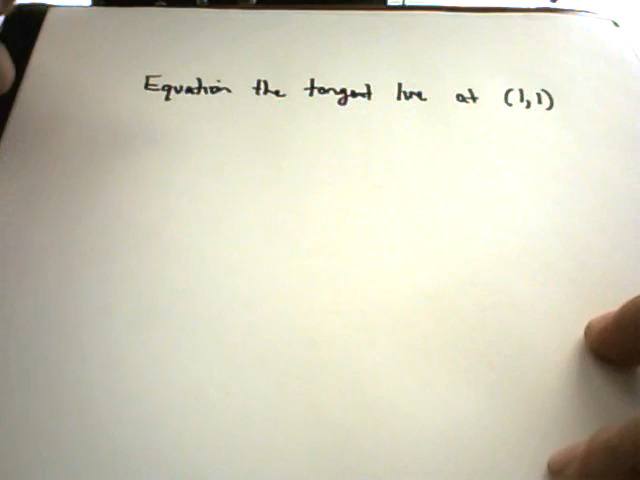 Equation the tangent line at (1,1)